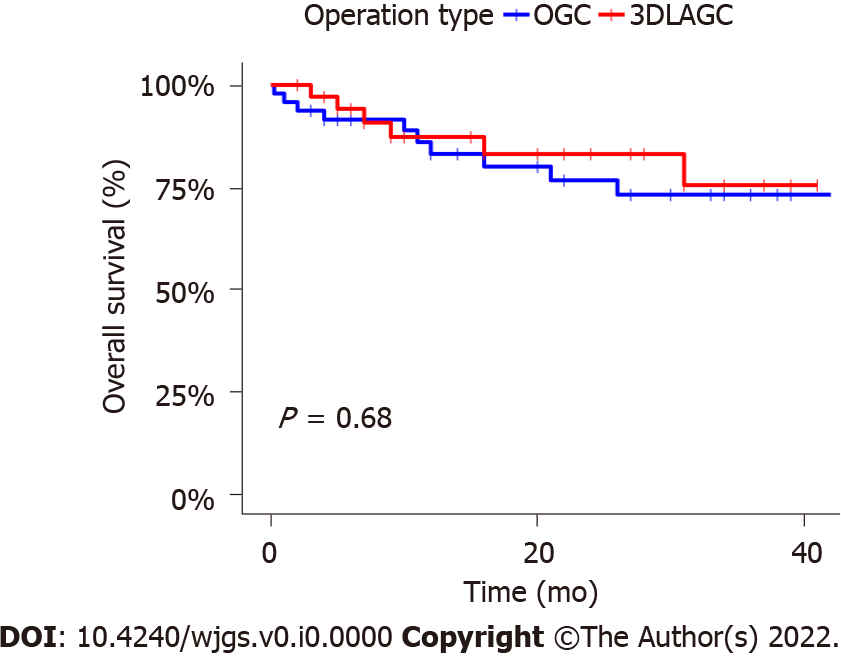 Operation type OGC 3DLAGC
100%
75%
50%
25%
0%
Overall survival (%)
P = 0.68
0 20 40
Time (mo)
DOI: 10.4240/wjgs.v0.i0.0000 Copyright ©The Author(s) 2022.